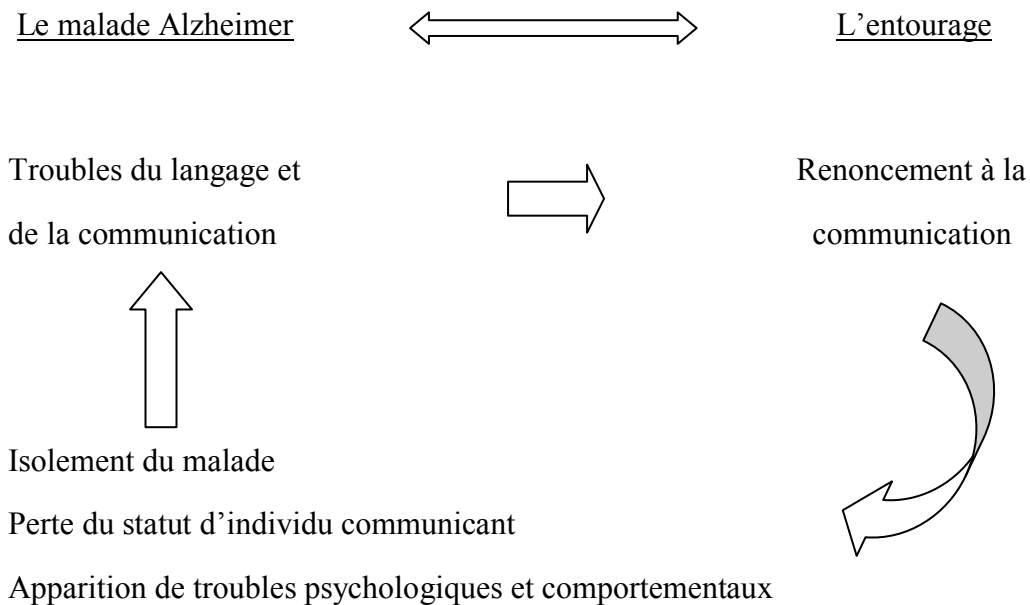 Le malade Alzheimer
L’entourage
Troubles du langage et
de la communication
Renoncement à la
communication
Isolement du malade
Perte du statut d’individu communicant
Apparition de troubles psychologiques et comportementaux